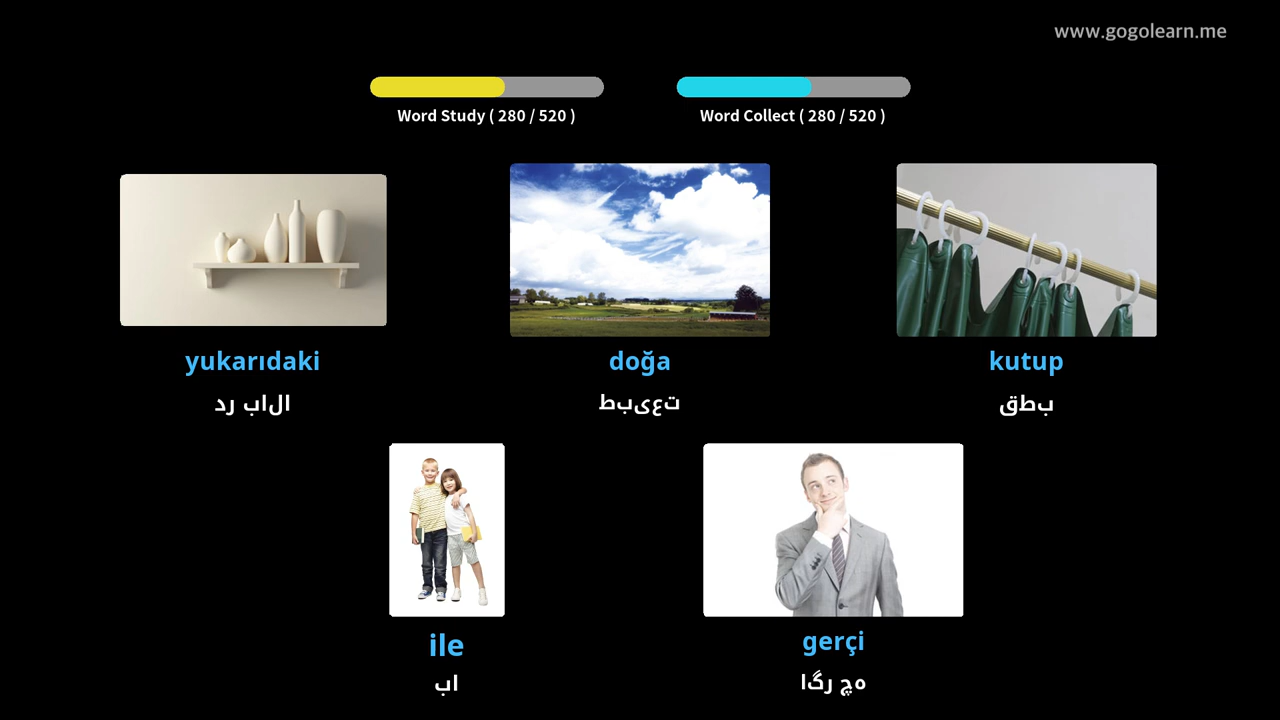 www.gogolearn.me
Word Study ( 280 / 520 )
Word Collect ( 280 / 520 )
yukarıdaki
الاب رد
doğa
تعیبط
kutup
بطق
ile
اب
gerçi
هچ رگا